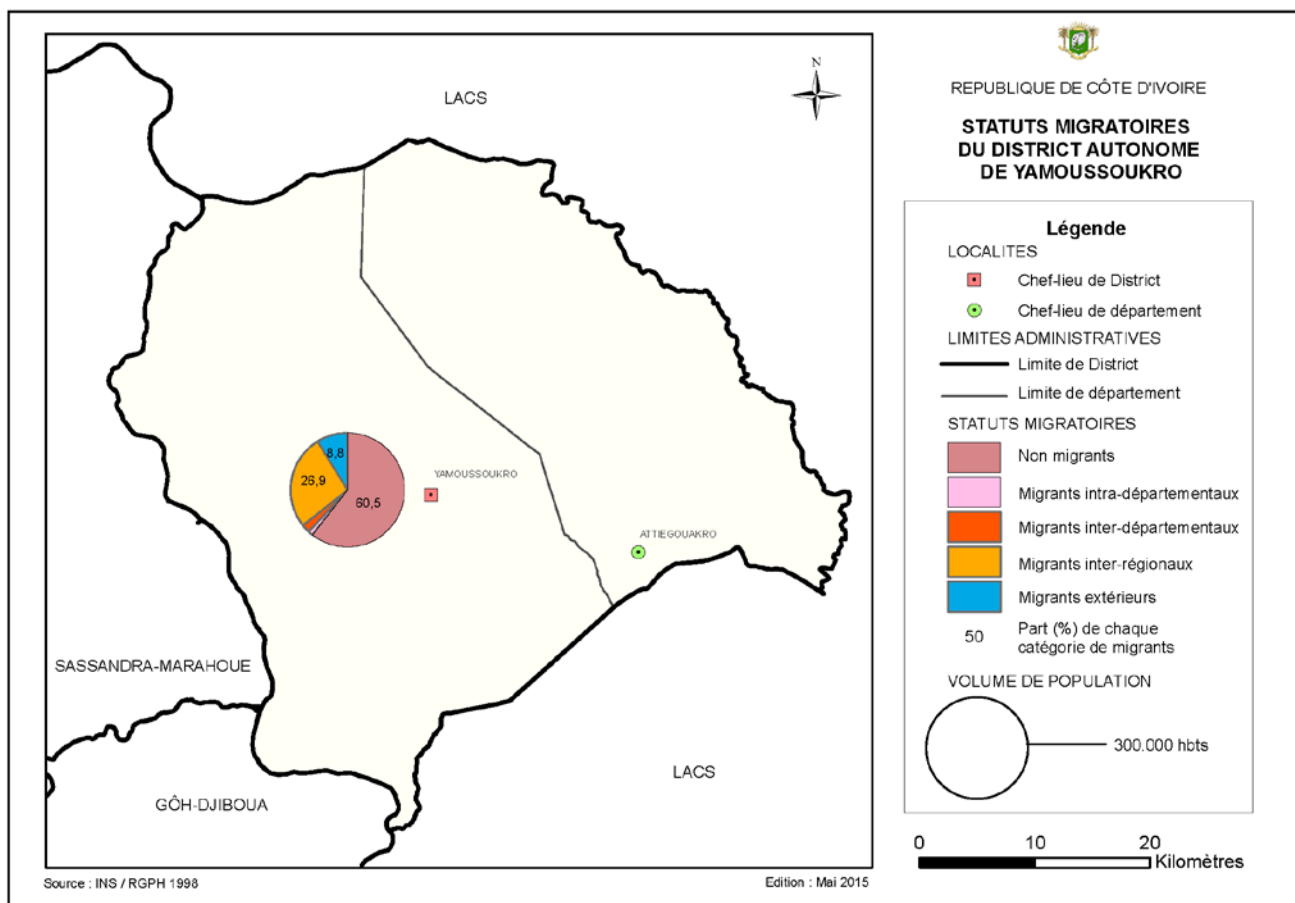 LACS
N
YAMOUSSOUKRO
8,8
26,9
60,5
ATTIEGOUAKRO
SASSANDRA-MARAHOUE
GÔH-DJIBOUA
LACS
Source : INS / RGPH 1998
Edition : Mai 2015
REPUBLIQUE DE CÔTE D'IVOIRE
STATUTS MIGRATOIRES
DU DISTRICT AUTONOME
DE YAMOUSSOUKRO
Légende
LOCALITES
Chef-lieu de District
Chef-lieu de département
LIMITES ADMINISTRATIVES
Limite de District
Limite de département
STATUTS MIGRATOIRES
Non migrants
Migrants intra-départementaux
Migrants inter-départementaux
Migrants inter-régionaux
Migrants extérieurs
50 Part (%) de chaque
catégorie de migrants
VOLUME DE POPULATION
300.000 hbts
0 10 20
Kilomètres